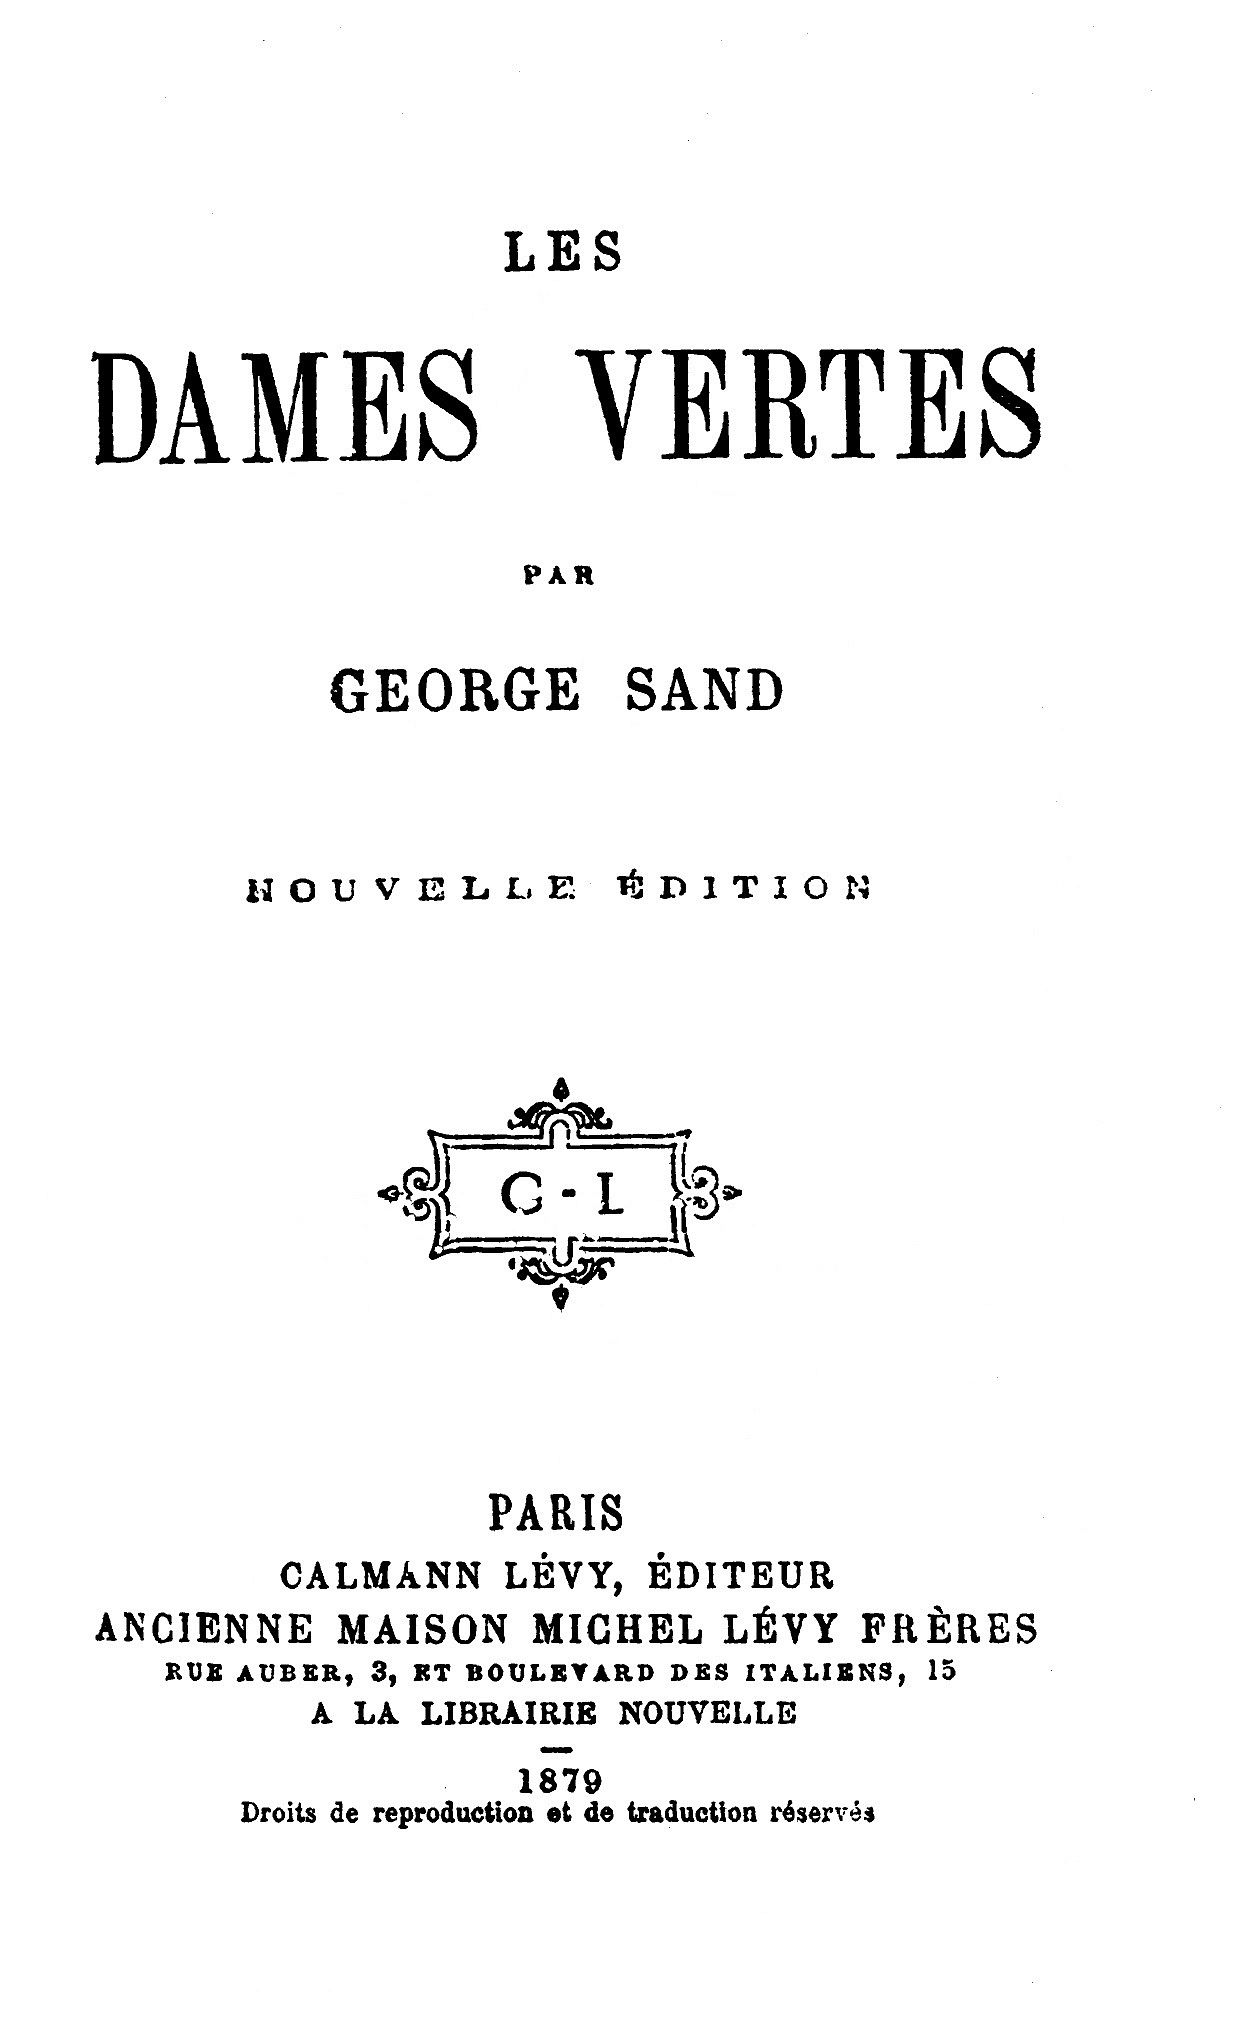 LES
DAMES VERTES
PAR
GEORGE SAND
NOUVELLE ÉDITION
C-L
PARIS
CALMANN LÉVY, ÉDITEUR
ANCIENNE MAISON MICHEL LÉVY FRÈRES
RUE AUBER, 3, ET BOULEVARD DES ITALIENS, 15
A LA LIBRAIRIE NOUVELLE
1879
Droits de reproduction et de traduction réservés